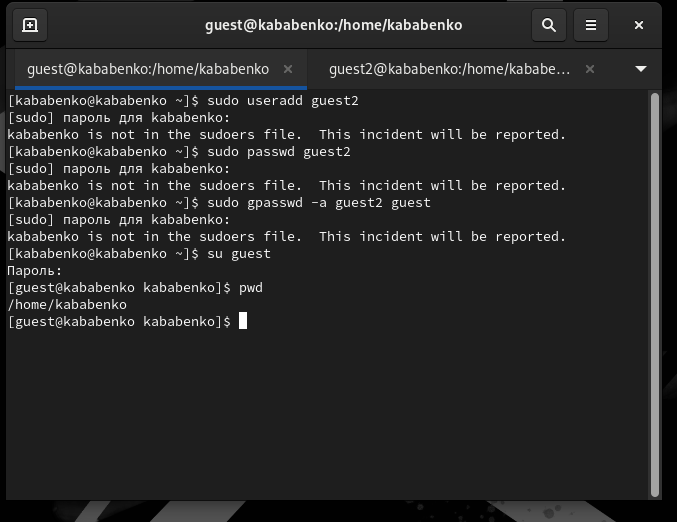 guest@kababenko:/home/kababenko
guest@kababenko:/home/kababenko
guest2@kababenko:/home/kababe...
[kababenko@kababenko ~]$ sudo useradd guest2
[sudo] пароль для kababenko:
kababenko is not in the sudoers file.  This incident will be reported.
[kababenko@kababenko ~]$ sudo passwd guest2
[sudo] пароль для kababenko:
kababenko is not in the sudoers file.  This incident will be reported.
[kababenko@kababenko ~]$ sudo gpasswd -a guest2 guest
[sudo] пароль для kababenko:
kababenko is not in the sudoers file.  This incident will be reported.
[kababenko@kababenko ~]$ su guest
Пароль:
[guest@kababenko kababenko]$ pwd
/home/kababenko
[guest@kababenko kababenko]$